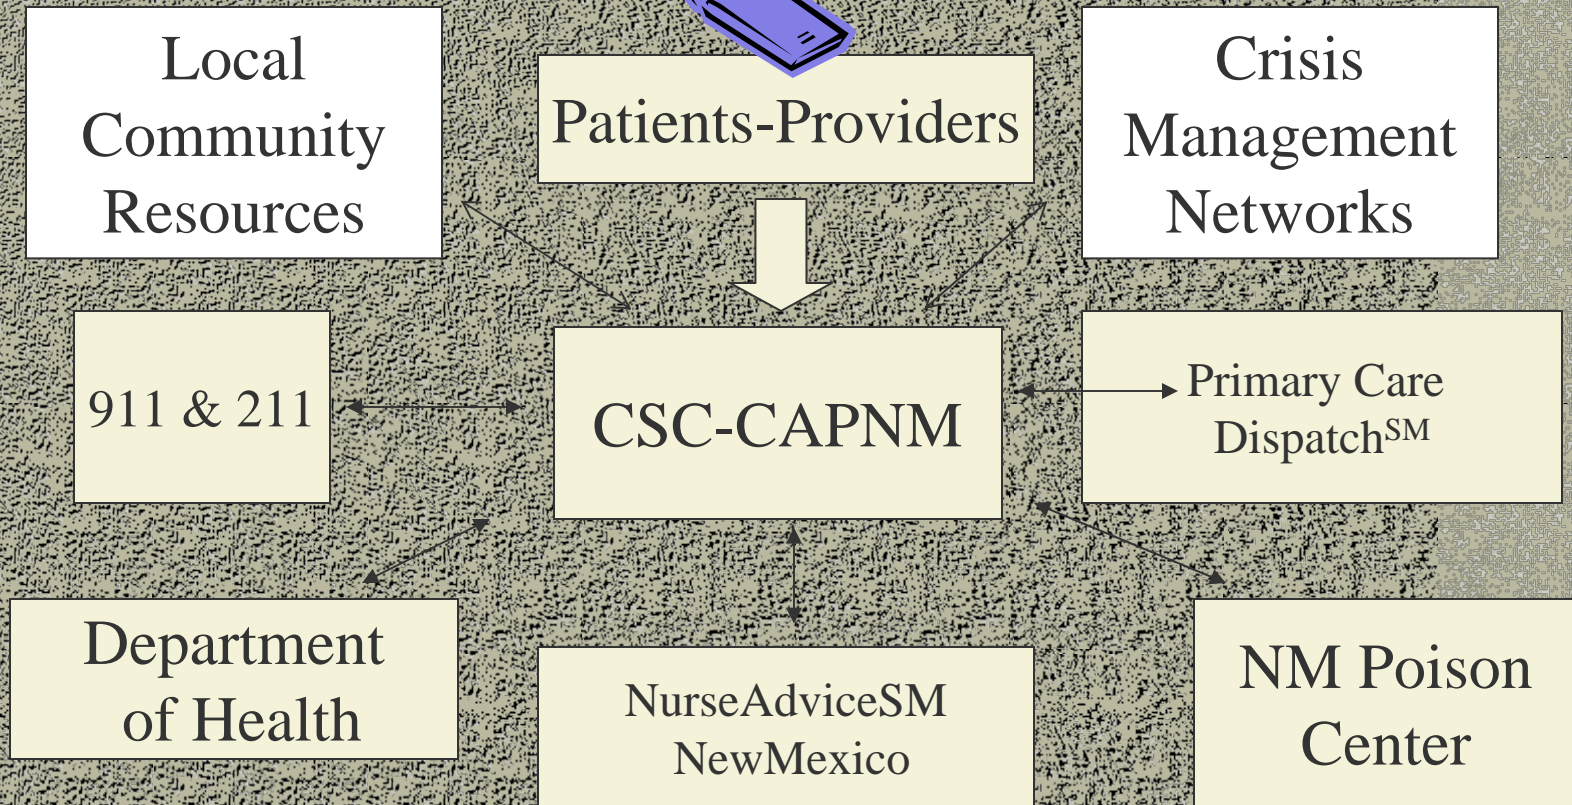 Local
Community
Resources
Patients-Providers
Crisis
Management
Networks
911 & 211
CSC-CAPNM
Primary Care
Dispatch℠
Department
of Health
NurseAdviceSM
NewMexico
NM Poison
Center